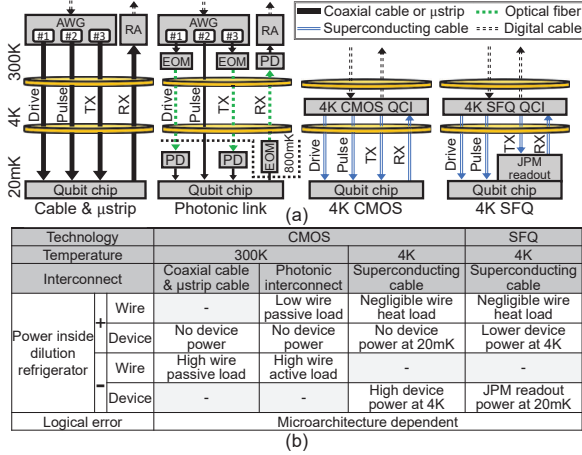 AWG
#1 #2 #3
RA
AWG
#1 #2 #3
RA
Coaxial cable or μstrip
Optical fiber
Superconducting cable
Digital cable
300K
4K
20mK
Drive
Pulse
TX
RX
Qubit chip
Cable & μstrip
EOM
EOM
PD
Drive
Pulse
TX
RX
PD
PD
EOM
800mK
Qubit chip
Photonic link
4K CMOS QCI
Drive
Pulse
TX
RX
Qubit chip
4K CMOS
4K SFQ QCI
Drive
Pulse
TX
RX
JPM
readout
Qubit chip
4K SFQ
(a)
Technology CMOS SFQ
Temperature 300K 4K 4K
Interconnect Coaxial cable & μstrip cable Photonic interconnect Superconducting cable Superconducting cable
Power inside dilution refrigerator
+ Wire - Low wire passive load Negligible wire heat load Negligible wire heat load
Device No device power No device power No device power at 20mK Lower device power at 4K
- Wire High wire passive load High wire active load - -
Device - - High device power at 4K JPM readout power at 20mK
Logical error Microarchitecture dependent
(b)